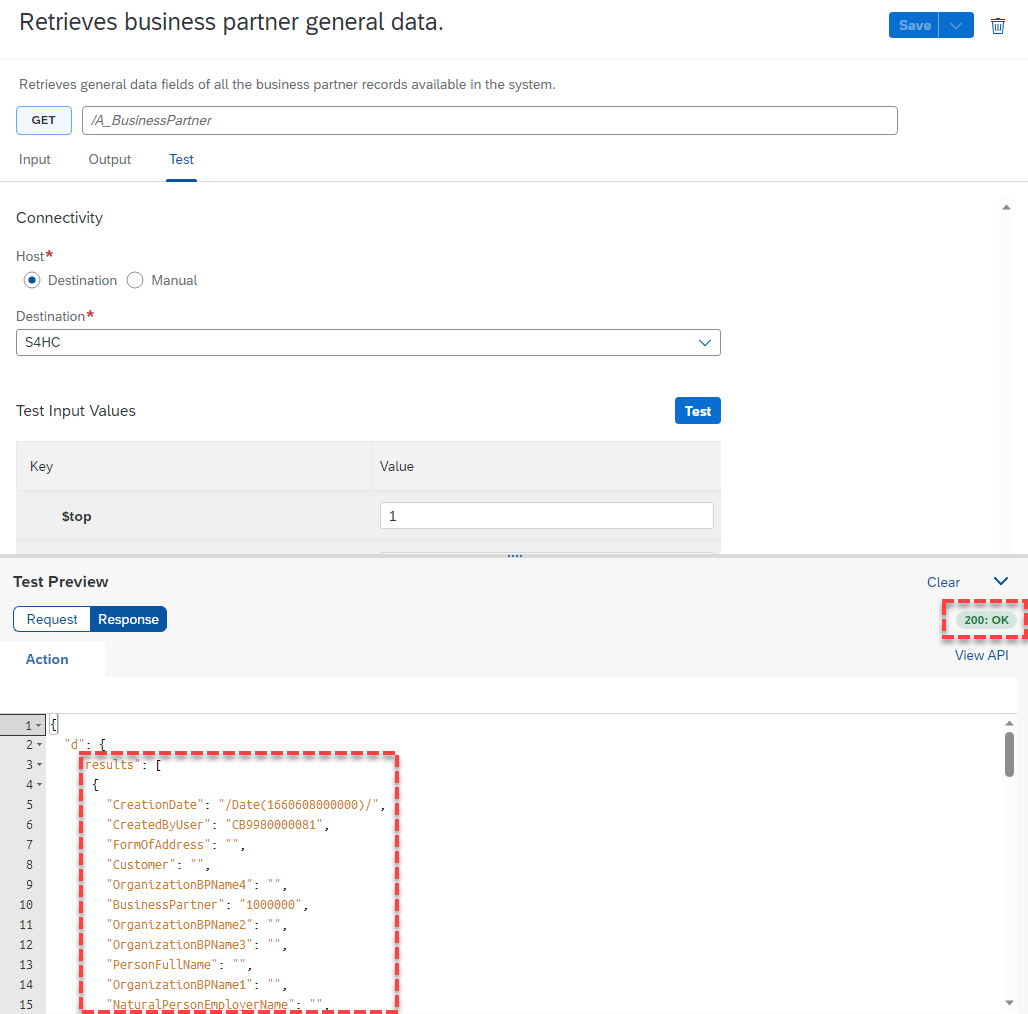 Retrieves business partner general data.
Save
Retrieves general data fields of all the business partner records available in the system.
GET /A_BusinessPartner
Input Output Test
Connectivity
Host*
Destination Manual
Destination*
S4HC
Test Input Values Test
Key Value
$top 1
Test Preview Clear
Request Response 200: OK
Action View API
1 {
2 "d": {
3 results": [
4 {
5 "CreationDate": "/Date(1660608000000)/",
6 "CreatedByUser": "CB9980000081",
7 "FormOfAddress": "",
8 "Customer": "",
9 "OrganizationBPName4": "",
10 "BusinessPartner": "1000000",
11 "OrganizationBPName2": "",
12 "OrganizationBPName3": "",
13 "PersonFullName": "",
14 "OrganizationBPName1": "",
15 "NaturalPersonEmployerName": "",